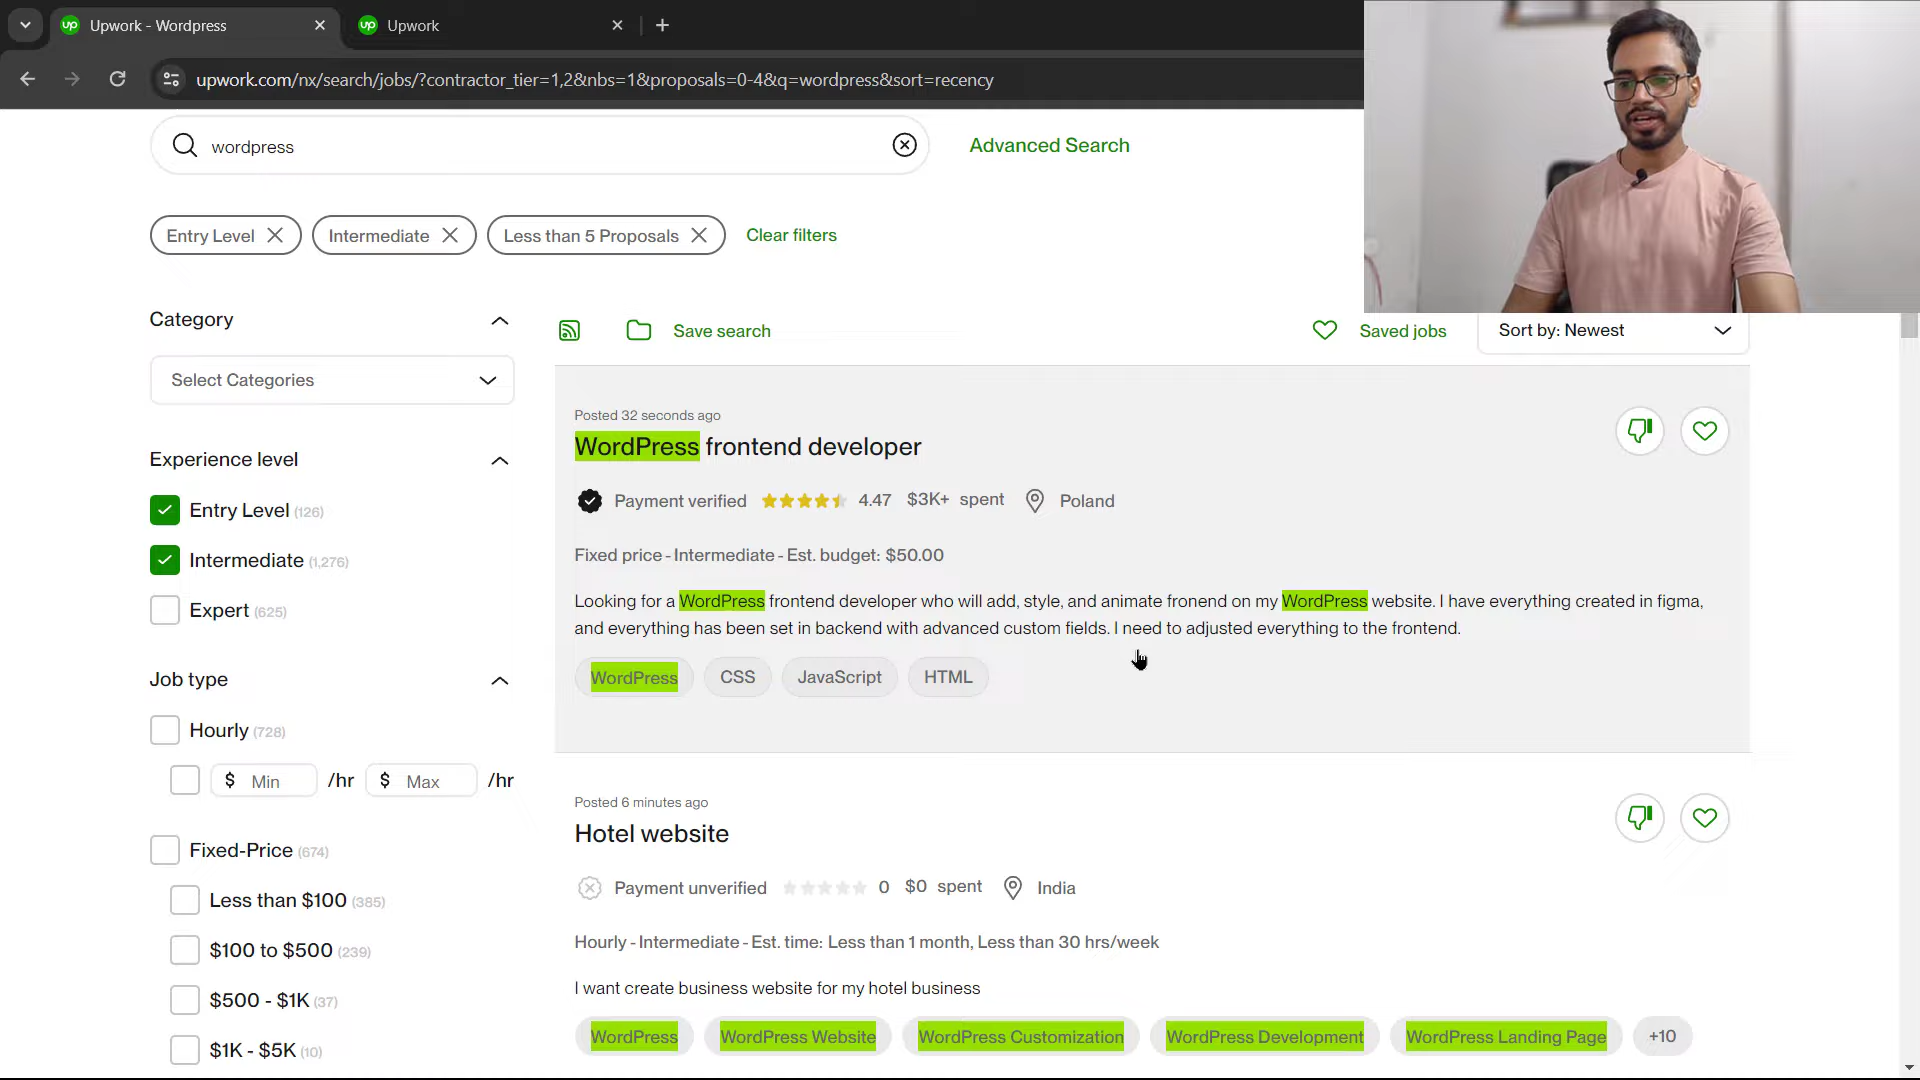 Upwork - Wordpress
Upwork
upwork.com/nx/search/jobs/?contractor_tier=1,2&nbs=1&proposals=0-4&q=wordpress&sort=recency
wordpress
Advanced Search
Entry Level
Intermediate
Less than 5 Proposals
Clear filters
Category
Select Categories
Experience level
Entry Level (126)
Intermediate (1,276)
Expert (625)
Job type
Hourly (728)
$ Min /hr $ Max /hr
Fixed-Price (674)
Less than $100 (385)
$100 to $500 (239)
$500 - $1K (37)
$1K - $5K (10)
Save search
Saved jobs
Sort by: Newest
Posted 32 seconds ago
WordPress frontend developer
Payment verified 4.47 $3K+ spent Poland
Fixed price - Intermediate - Est. budget: $50.00
Looking for a WordPress frontend developer who will add, style, and animate fronend on my WordPress website. I have everything created in figma,
and everything has been set in backend with advanced custom fields. I need to adjusted everything to the frontend.
WordPress CSS JavaScript HTML
Posted 6 minutes ago
Hotel website
Payment unverified 0 $0 spent India
Hourly - Intermediate - Est. time: Less than 1 month, Less than 30 hrs/week
I want create business website for my hotel business
WordPress WordPress Website WordPress Customization WordPress Development WordPress Landing Page +10